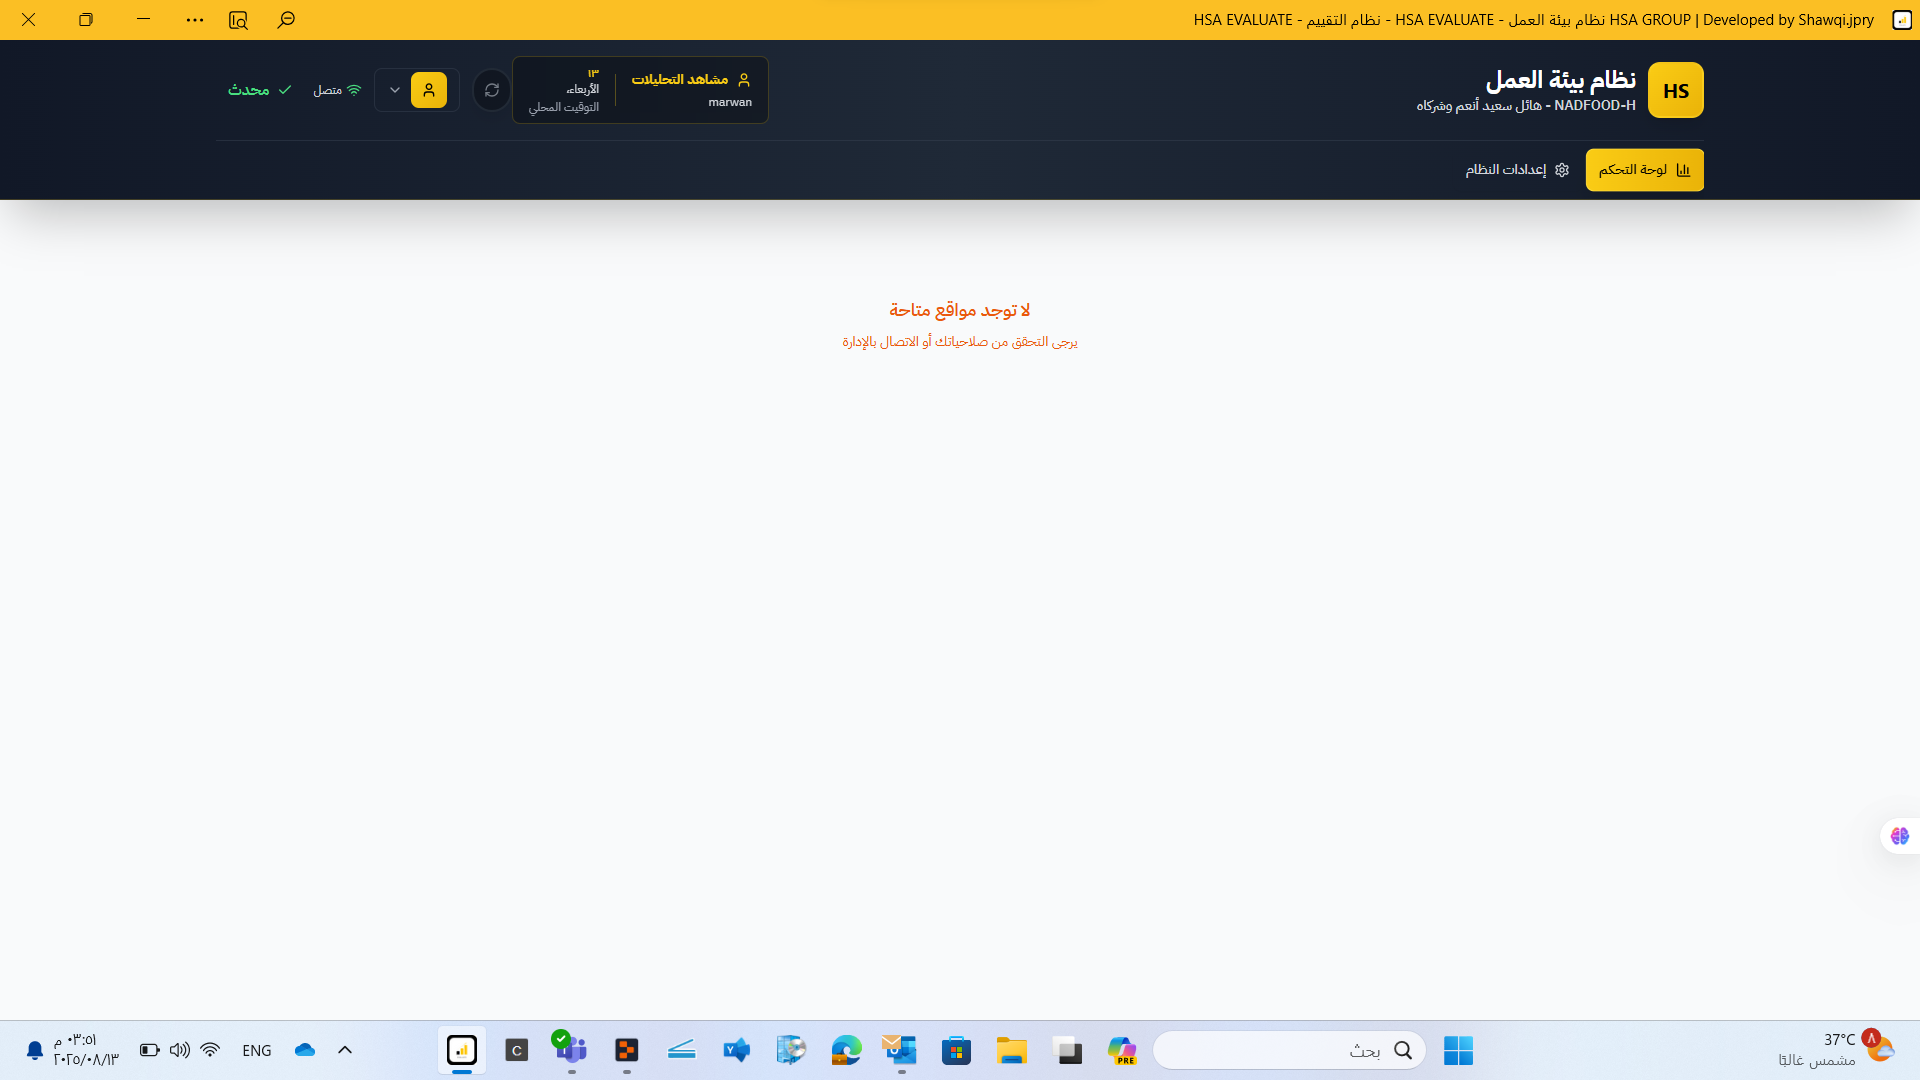 HSA EVALUATE - نظام التقييم - HSA EVALUATE - نظام بيئة العمل HSA GROUP | Developed by Shawqi.jpry
HS
نظام بيئة العمل
NADFOOD-H - هائل سعيد أنعم وشركاه
مشاهد التحليلات
marwan
١٣
الأربعاء،
التوقيت المحلي
متصل
محدث
لوحة التحكم
إعدادات النظام
لا توجد مواقع متاحة
يرجى التحقق من صلاحياتك أو الاتصال بالإدارة
37°C
مشمس غالبًا
٨
بحث
PRE
C
ENG
٠٣:٥١ م
٢٠٢٥/٠٨/١٣